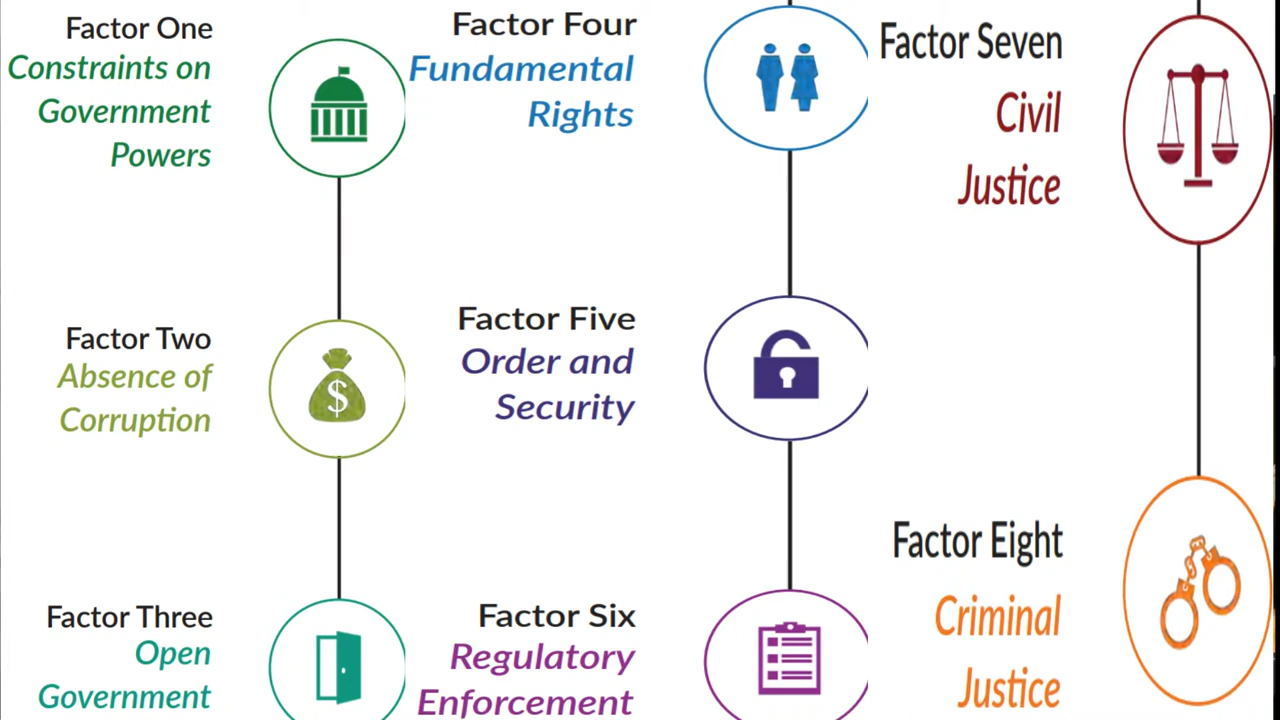 Factor One
Constraints on
Government
Powers
Factor Two
Absence of
Corruption
$
Factor Three
Open
Government
Factor Four
Fundamental
Rights
Factor Five
Order and
Security
Factor Six
Regulatory
Enforcement
Factor Seven
Civil
Justice
Factor Eight
Criminal
Justice